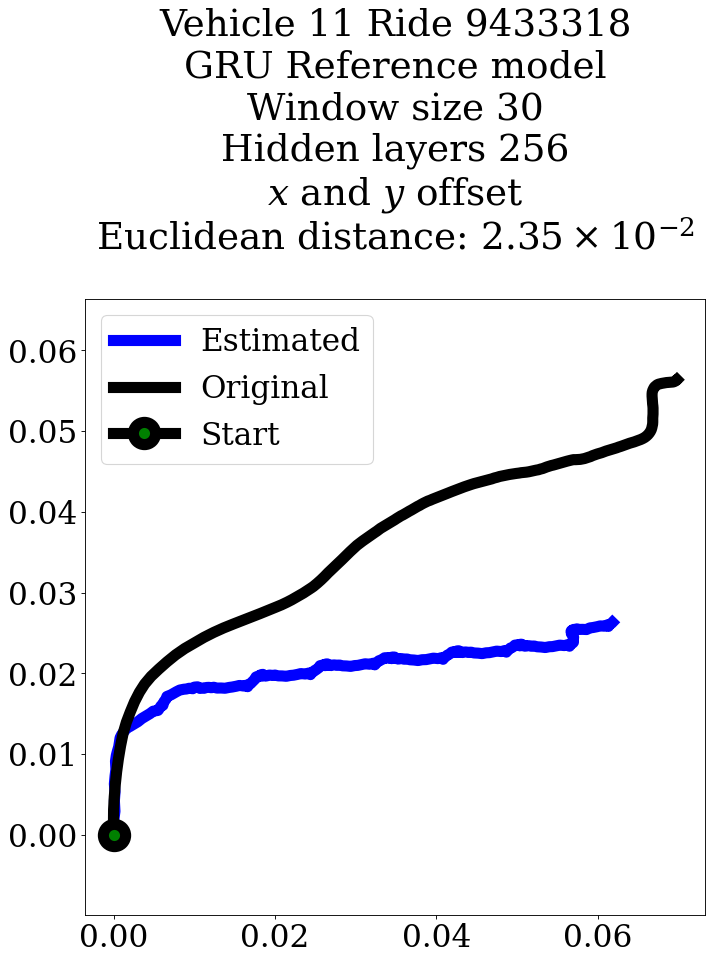 Vehicle 11 Ride 9433318
GRU Reference model
Window size 30
Hidden layers 256
x and y offset
Euclidean distance: 2.35 × 10⁻²
Estimated
Original
Start
0.06
0.05
0.04
0.03
0.02
0.01
0.00
0.00 0.02 0.04 0.06